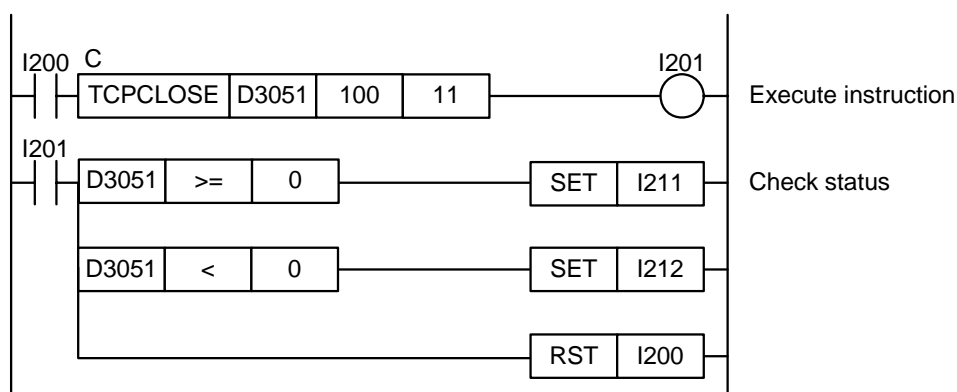 I200 C I201
TCPCLOSE D3051 100 11 Execute instruction
I201
D3051 >= 0 SET I211 Check status
D3051 < 0 SET I212
RST I200